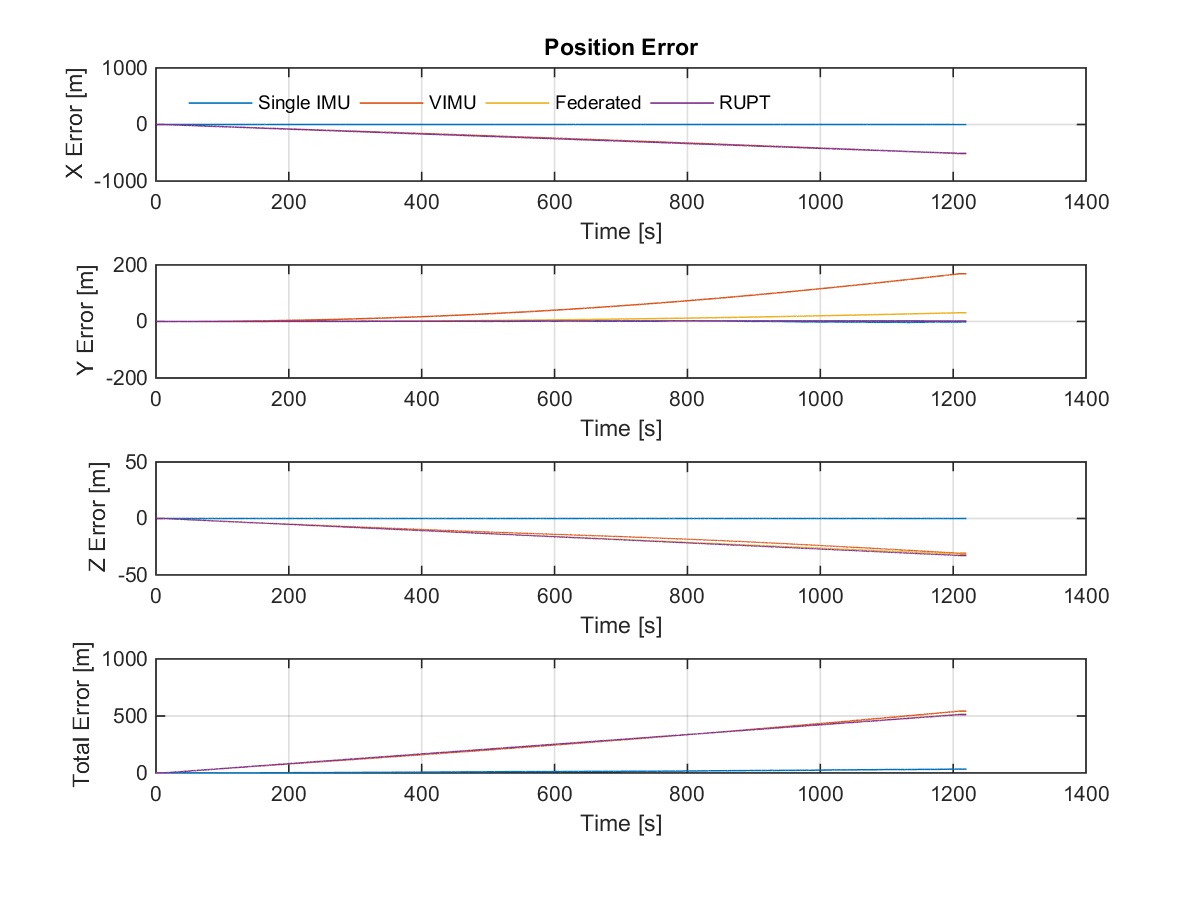 Position Error
1000
0
-1000
X Error [m]
Single IMU VIMU Federated RUPT
0 200 400 600 800 1000 1200 1400
Time [s]
200
0
-200
Y Error [m]
0 200 400 600 800 1000 1200 1400
Time [s]
50
0
-50
Z Error [m]
0 200 400 600 800 1000 1200 1400
Time [s]
1000
500
0
Total Error [m]
0 200 400 600 800 1000 1200 1400
Time [s]